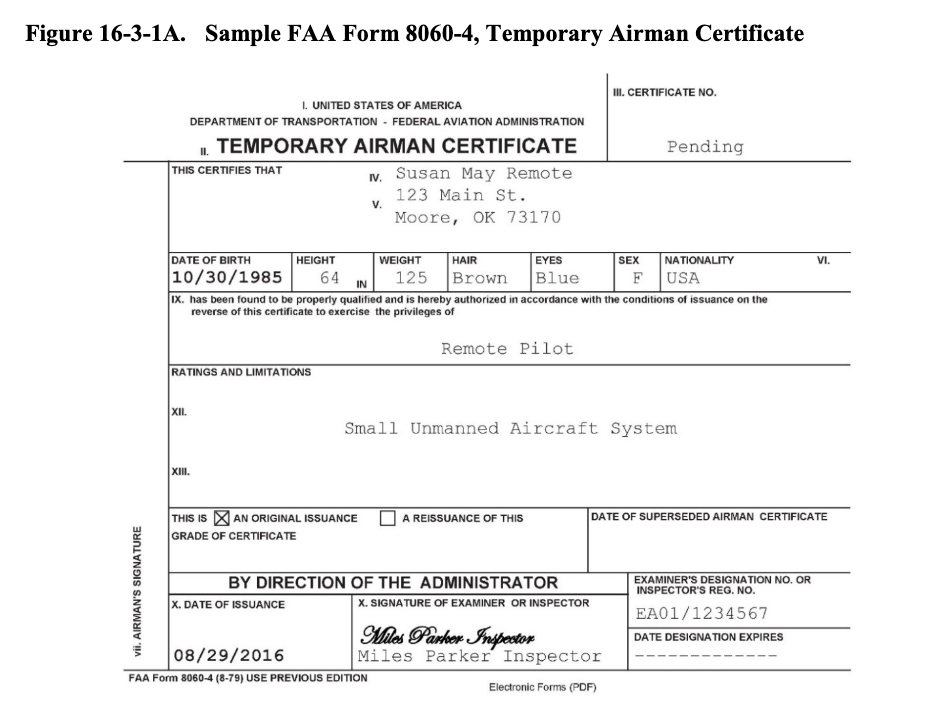 Figure 16-3-1A. Sample FAA Form 8060-4, Temporary Airman Certificate
I. UNITED STATES OF AMERICA
DEPARTMENT OF TRANSPORTATION - FEDERAL AVIATION ADMINISTRATION
II. TEMPORARY AIRMAN CERTIFICATE
III. CERTIFICATE NO.
Pending
THIS CERTIFIES THAT
IV. Susan May Remote
V. 123 Main St.
Moore, OK 73170
DATE OF BIRTH HEIGHT WEIGHT HAIR EYES SEX NATIONALITY VI.
10/30/1985 64 IN 125 Brown Blue F USA
IX. has been found to be properly qualified and is hereby authorized in accordance with the conditions of issuance on the
reverse of this certificate to exercise the privileges of
Remote Pilot
RATINGS AND LIMITATIONS
XII.
Small Unmanned Aircraft System
XIII.
THIS IS ☒ AN ORIGINAL ISSUANCE ☐ A REISSUANCE OF THIS
GRADE OF CERTIFICATE
DATE OF SUPERSEDED AIRMAN CERTIFICATE
BY DIRECTION OF THE ADMINISTRATOR
EXAMINER'S DESIGNATION NO. OR
INSPECTOR'S REG. NO.
EA01/1234567
X. DATE OF ISSUANCE
08/29/2016
X. SIGNATURE OF EXAMINER OR INSPECTOR
Miles Parker Inspector
Miles Parker Inspector
DATE DESIGNATION EXPIRES
-------------
vii. AIRMAN'S SIGNATURE
FAA Form 8060-4 (8-79) USE PREVIOUS EDITION
Electronic Forms (PDF)